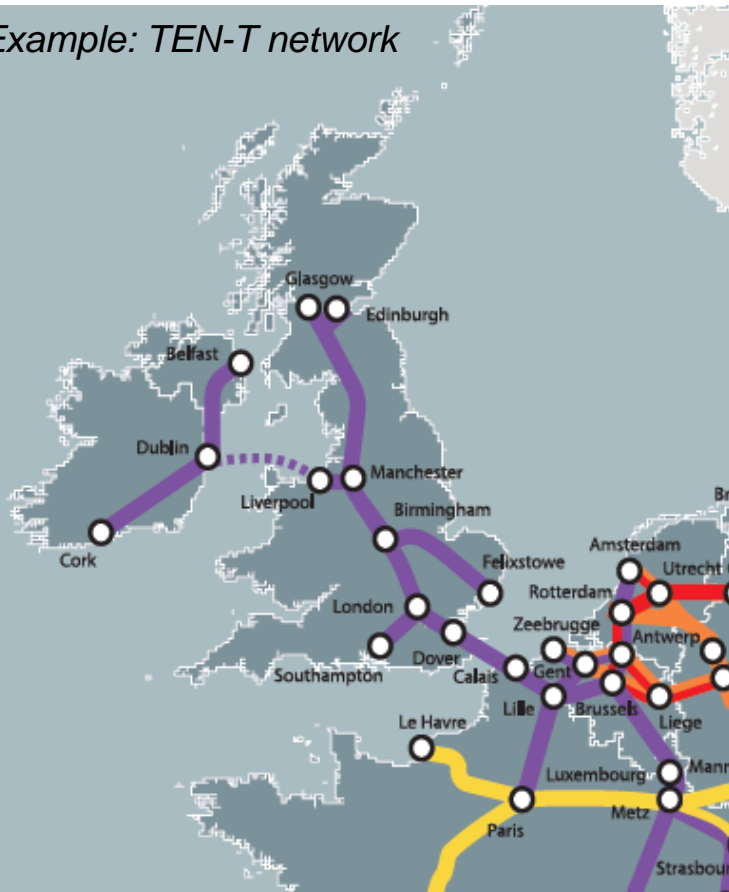 Example: TEN-T network
Glasgow
Edinburgh
Belfast
Dublin
Manchester
Liverpool
Birmingham
Cork
Felixstowe
Amsterdam
Utrecht
Rotterdam
London
Zeebrugge
Antwerp
Dover
Southampton
Calais
Gent
Lille
Brussels
Liege
Le Havre
Luxembourg
Metz
Paris